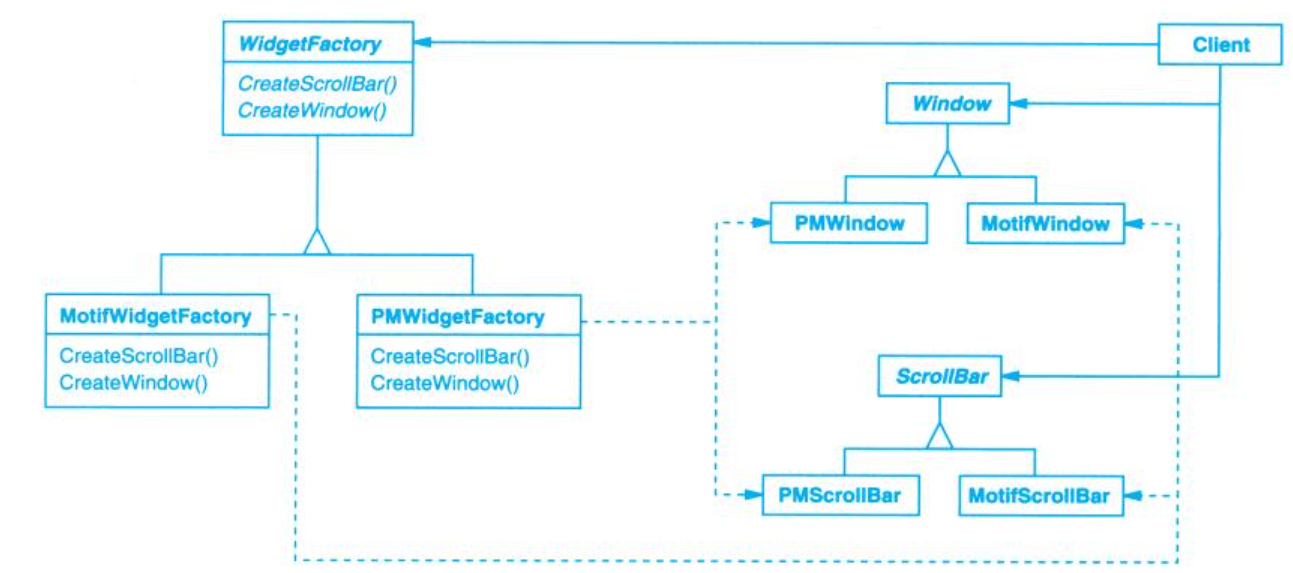 WidgetFactory
CreateScrollBar()
CreateWindow()
Client
Window
PMWindow
MotifWindow
MotifWidgetFactory
CreateScrollBar()
CreateWindow()
PMWidgetFactory
CreateScrollBar()
CreateWindow()
ScrollBar
PMScrollBar
MotifScrollBar